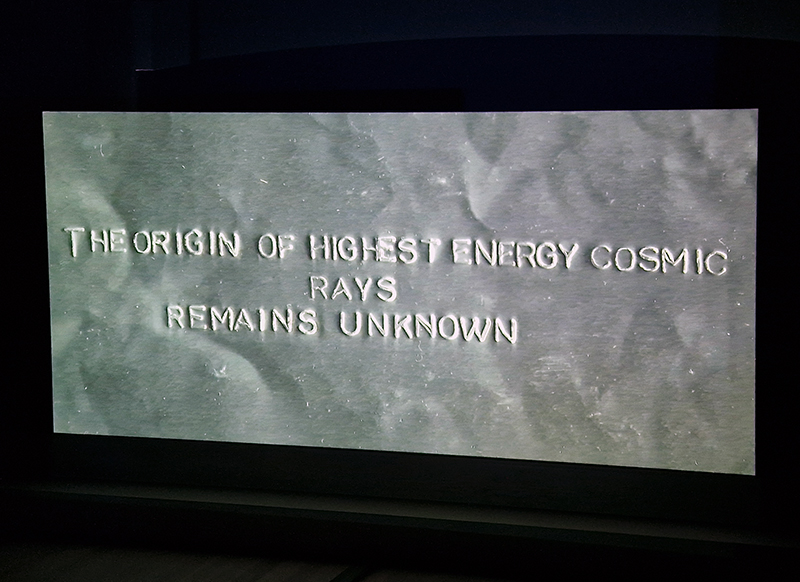 THE ORIGIN OF HIGHEST ENERGY COSMIC
RAYS
REMAINS UNKNOWN